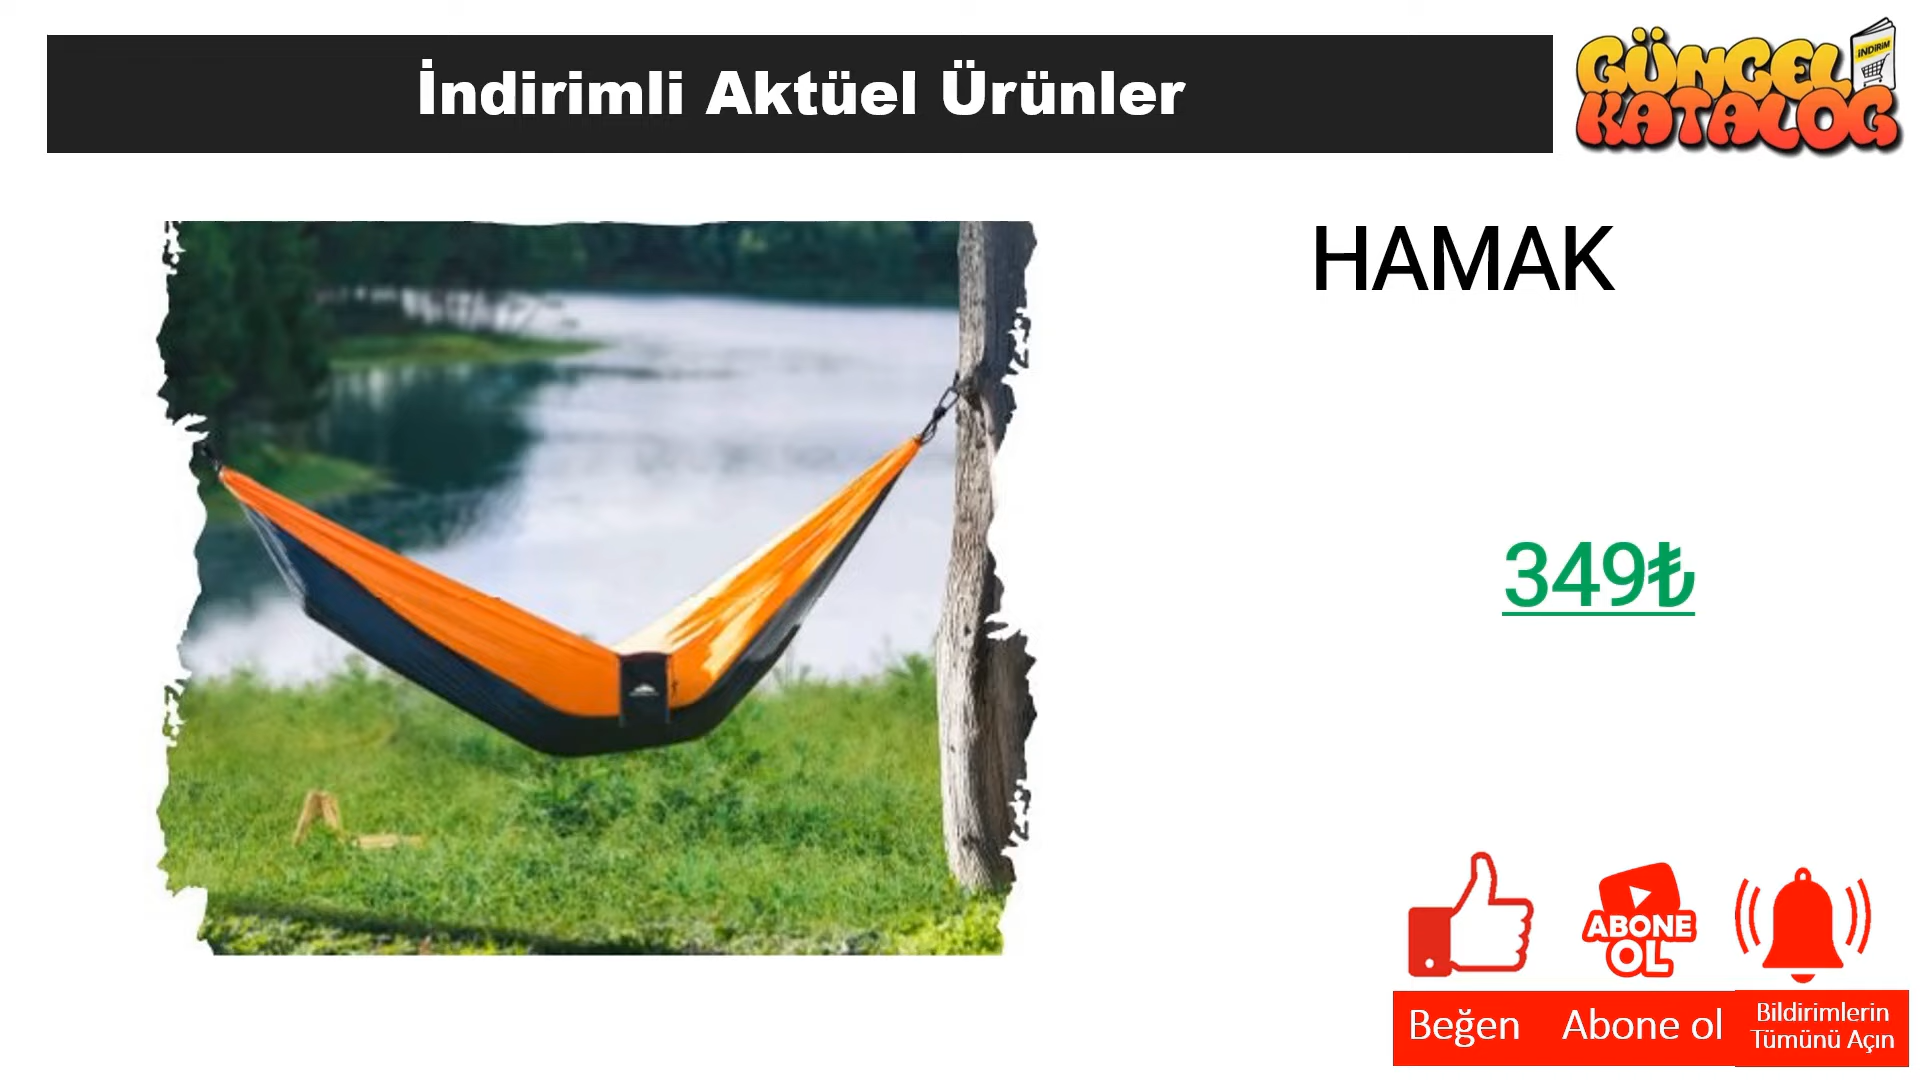 İndirimli Aktüel Ürünler
GÜNCEL
KATALOG
İNDİRİM
HAMAK
349₺
ABONE
OL
Beğen
Abone ol
Bildirimlerin
Tümünü Açın